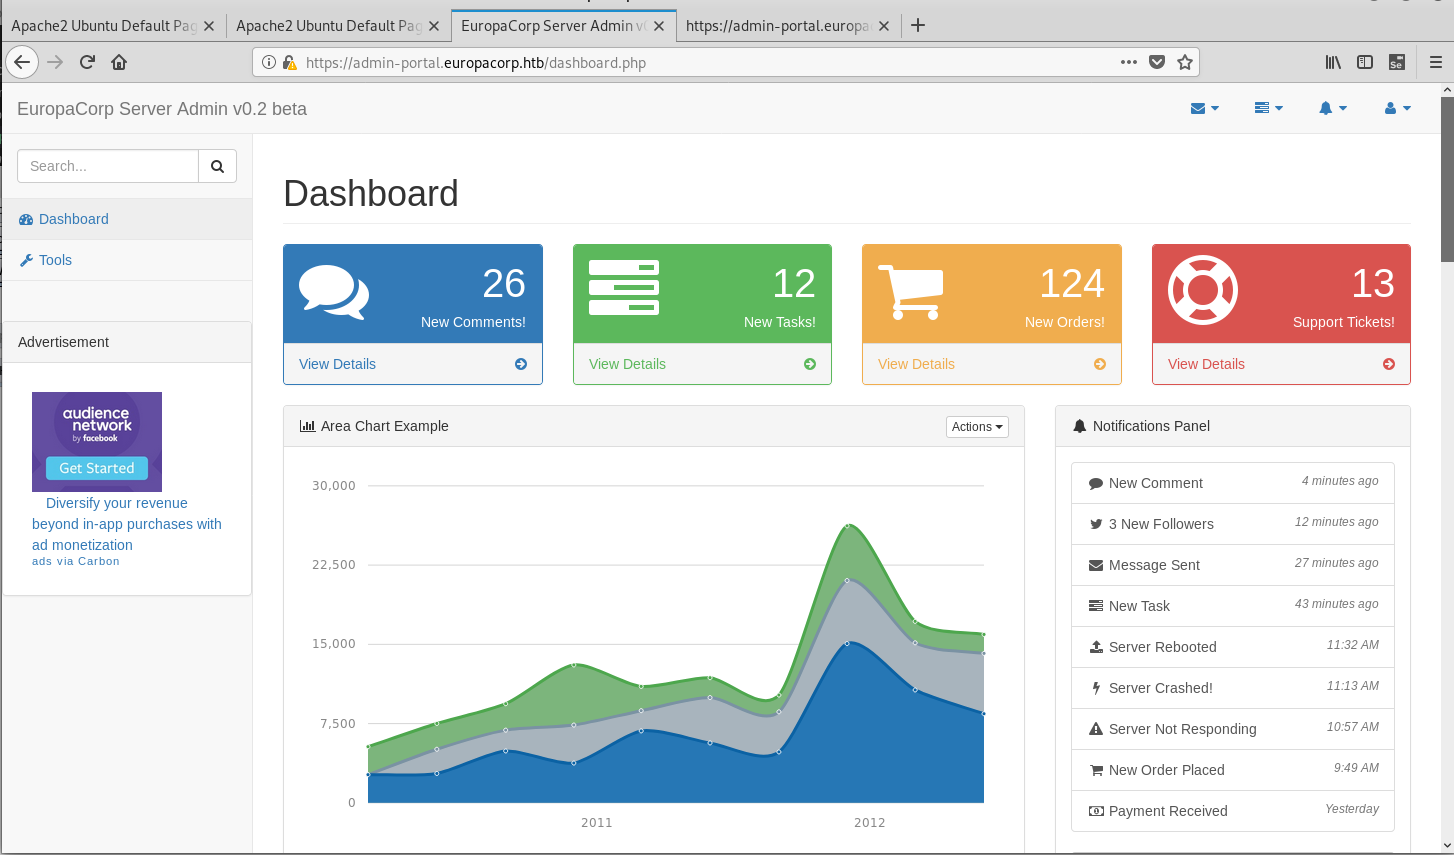 Apache2 Ubuntu Default Pag
Apache2 Ubuntu Default Pag
EuropaCorp Server Admin v0
https://admin-portal.europa
https://admin-portal.europacorp.htb/dashboard.php
Se
EuropaCorp Server Admin v0.2 beta
Search...
Dashboard
Tools
Advertisement
audience
network
by facebook
Get Started
Diversify your revenue
beyond in-app purchases with
ad monetization
ads via Carbon
Dashboard
26
New Comments!
View Details
12
New Tasks!
View Details
124
New Orders!
View Details
13
Support Tickets!
View Details
Area Chart Example
Actions
30,000
22,500
15,000
7,500
0
2011
2012
Notifications Panel
New Comment 4 minutes ago
3 New Followers 12 minutes ago
Message Sent 27 minutes ago
New Task 43 minutes ago
Server Rebooted 11:32 AM
Server Crashed! 11:13 AM
Server Not Responding 10:57 AM
New Order Placed 9:49 AM
Payment Received Yesterday